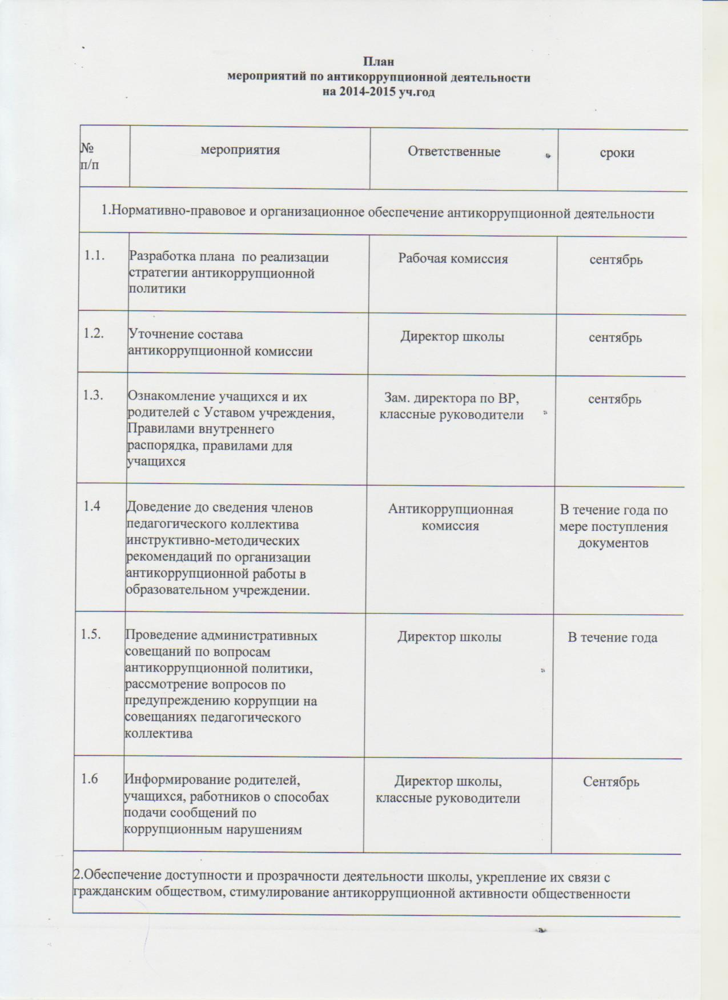 План
мероприятий по антикоррупционной деятельности
на 2014-2015 уч.год
№
п/п
мероприятия
Ответственные
сроки
1.Нормативно-правовое и организационное обеспечение антикоррупционной деятельности
1.1.
Разработка плана по реализации
стратегии антикоррупционной
политики
Рабочая комиссия
сентябрь
1.2.
Уточнение состава
антикоррупционной комиссии
Директор школы
сентябрь
1.3.
Ознакомление учащихся и их
родителей с Уставом учреждения,
Правилами внутреннего
распорядка, правилами для
учащихся
Зам. директора по ВР,
классные руководители
сентябрь
1.4
Доведение до сведения членов
педагогического коллектива
инструктивно-методических
рекомендаций по организации
антикоррупционной работы в
образовательном учреждении.
Антикоррупционная
комиссия
В течение года по
мере поступления
документов
1.5.
Проведение административных
совещаний по вопросам
антикоррупционной политики,
рассмотрение вопросов по
предупреждению коррупции на
совещаниях педагогического
коллектива
Директор школы
В течение года
1.6
Информирование родителей,
учащихся, работников о способах
подачи сообщений по
коррупционным нарушениям
Директор школы,
классные руководители
Сентябрь
2.Обеспечение доступности и прозрачности деятельности школы, укрепление их связи с
гражданским обществом, стимулирование антикоррупционной активности общественности